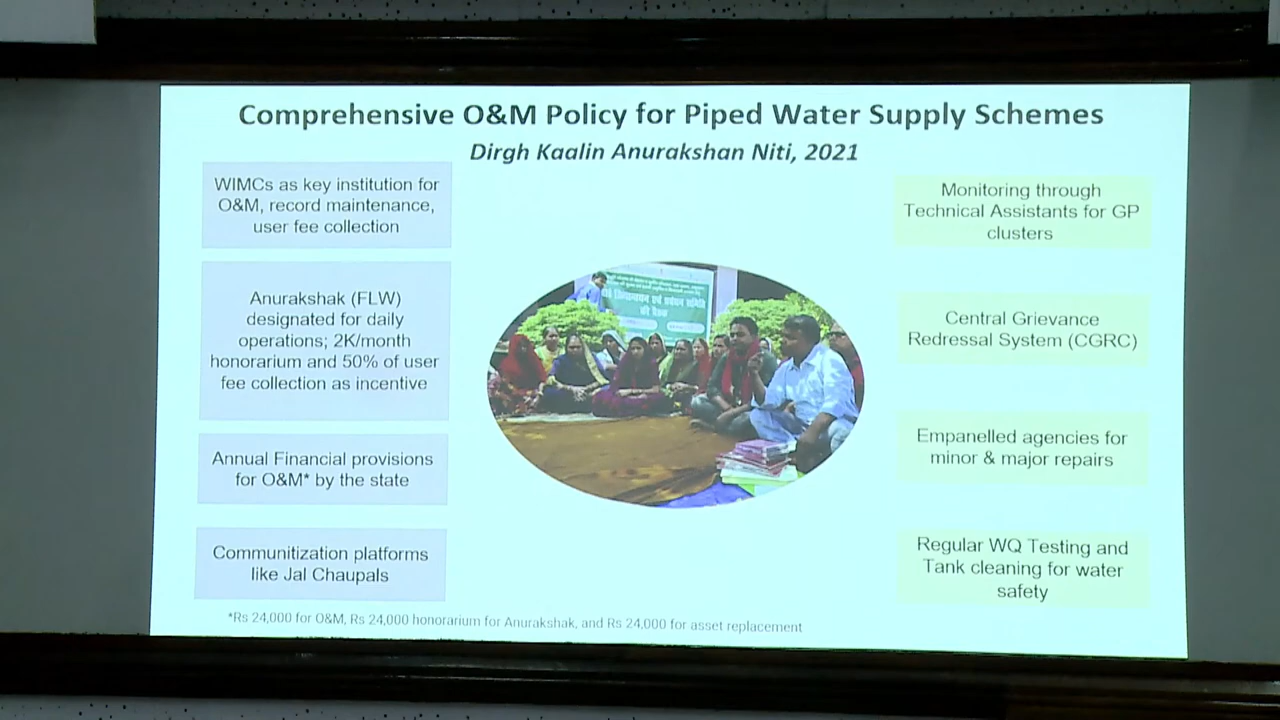 Comprehensive O&M Policy for Piped Water Supply Schemes
Dirgh Kaalin Anurakshan Niti, 2021
WIMCs as key institution for
O&M, record maintenance,
user fee collection
Anurakshak (FLW)
designated for daily
operations; 2K/month
honorarium and 50% of user
fee collection as incentive
Annual Financial provisions
for O&M* by the state
Communitization platforms
like Jal Chaupals
की बैठक
Monitoring through
Technical Assistants for GP
clusters
Central Grievance
Redressal System (CGRC)
Empanelled agencies for
minor & major repairs
Regular WQ Testing and
Tank cleaning for water
safety
*Rs 24,000 for O&M, Rs 24,000 honorarium for Anurakshak, and Rs 24,000 for asset replacement